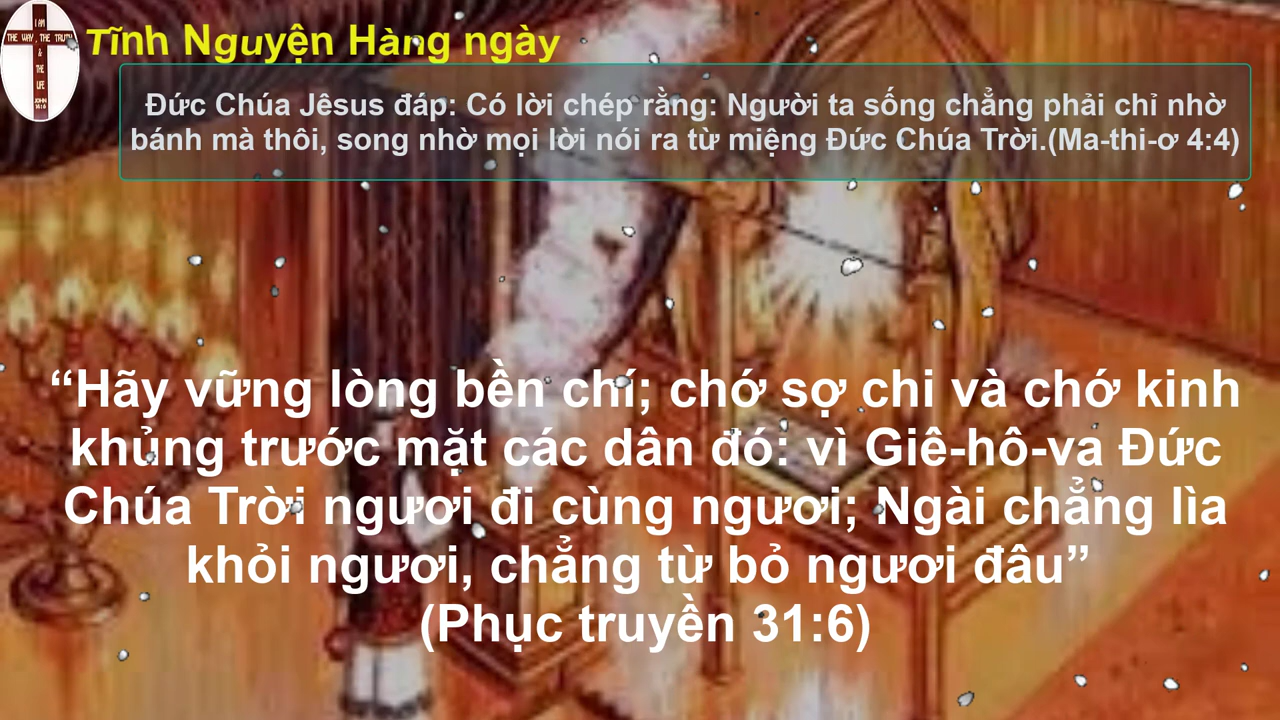 I AM
THE WAY, THE TRUTH
&
THE
LIFE
JOHN
14:6
Tĩnh Nguyện Hàng ngày
Đức Chúa Jêsus đáp: Có lời chép rằng: Người ta sống chẳng phải chỉ nhờ
bánh mà thôi, song nhờ mọi lời nói ra từ miệng Đức Chúa Trời.(Ma-thi-ơ 4:4)
“Hãy vững lòng bền chí; chớ sợ chi và chớ kinh
khủng trước mặt các dân đó: vì Giê-hô-va Đức
Chúa Trời ngươi đi cùng ngươi; Ngài chẳng lìa
khỏi ngươi, chẳng từ bỏ ngươi đâu”
(Phục truyền 31:6)